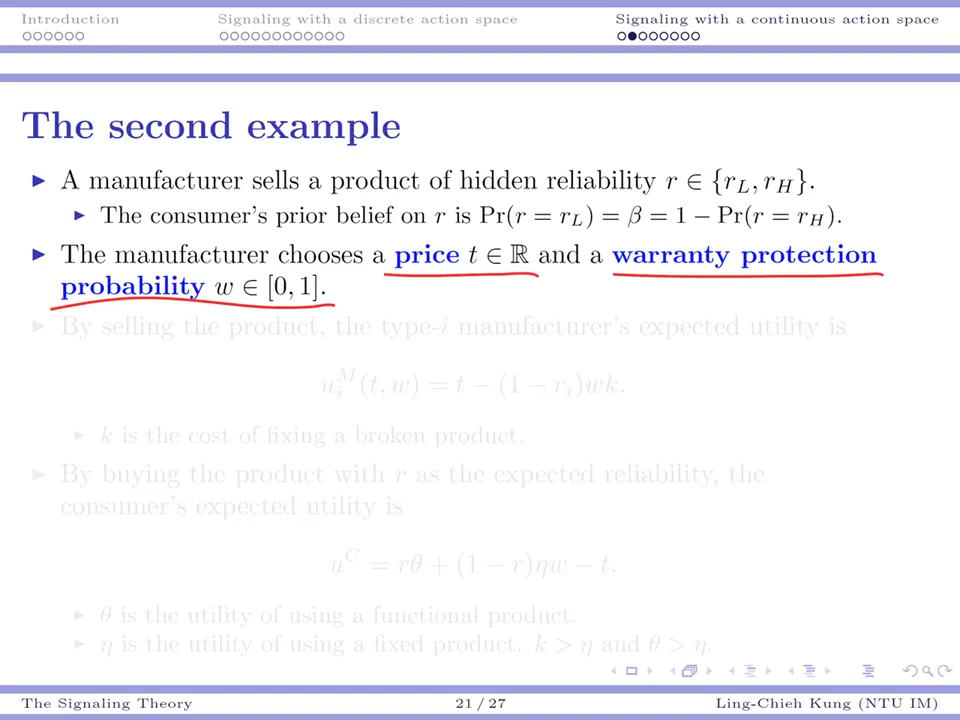 Introduction
Signaling with a discrete action space
Signaling with a continuous action space
The second example
A manufacturer sells a product of hidden reliability r ∈ {r_L, r_H}.
The consumer's prior belief on r is Pr(r = r_L) = β = 1 − Pr(r = r_H).
The manufacturer chooses a price t ∈ ℝ and a warranty protection
probability w ∈ [0, 1].
By selling the product, the type-i manufacturer's expected utility is
u_i^M(t, w) = t − (1 − r_i)wk.
k is the cost of fixing a broken product.
By buying the product with r as the expected reliability, the
consumer's expected utility is
u^C = rθ + (1 − r)ηw − t.
θ is the utility of using a functional product.
η is the utility of using a fixed product. k > η and θ > η.
The Signaling Theory
21 / 27
Ling-Chieh Kung (NTU IM)